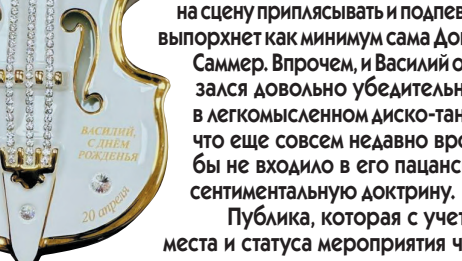 на сцену приплясывать и подпев
выпорхнет как минимум сама Дон
Саммер. Впрочем, и Василий о
зался довольно убедительн
в легкомысленном диско-тан
что еще совсем недавно вро
бы не входило в его пацанс
сентиментальную доктрину.
Публика, которая с учет
места и статуса мероприятия ч
ВАСИЛИЙ,
С ДНЁМ
РОЖДЕНЬЯ
20 апреля